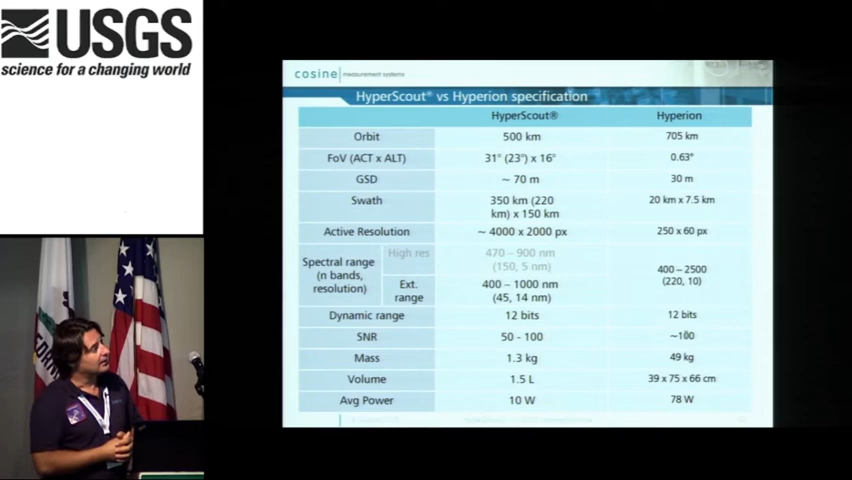 USGS
science for a changing world
cosine measurement systems
HyperScout® vs Hyperion specification
HyperScout® Hyperion
Orbit 500 km 705 km
FoV (ACT x ALT) 31° (23°) x 16° 0.63°
GSD ~ 70 m 30 m
Swath 350 km (220 km) x 150 km 20 km x 7.5 km
Active Resolution ~ 4000 x 2000 px 250 x 60 px
Spectral range (n bands, resolution)
High res 470 – 900 nm (150, 5 nm)
Ext. range 400 – 1000 nm (45, 14 nm)
400 – 2500 (220, 10)
Dynamic range 12 bits 12 bits
SNR 50 - 100 ~100
Mass 1.3 kg 49 kg
Volume 1.5 L 39 x 75 x 66 cm
Avg Power 10 W 78 W